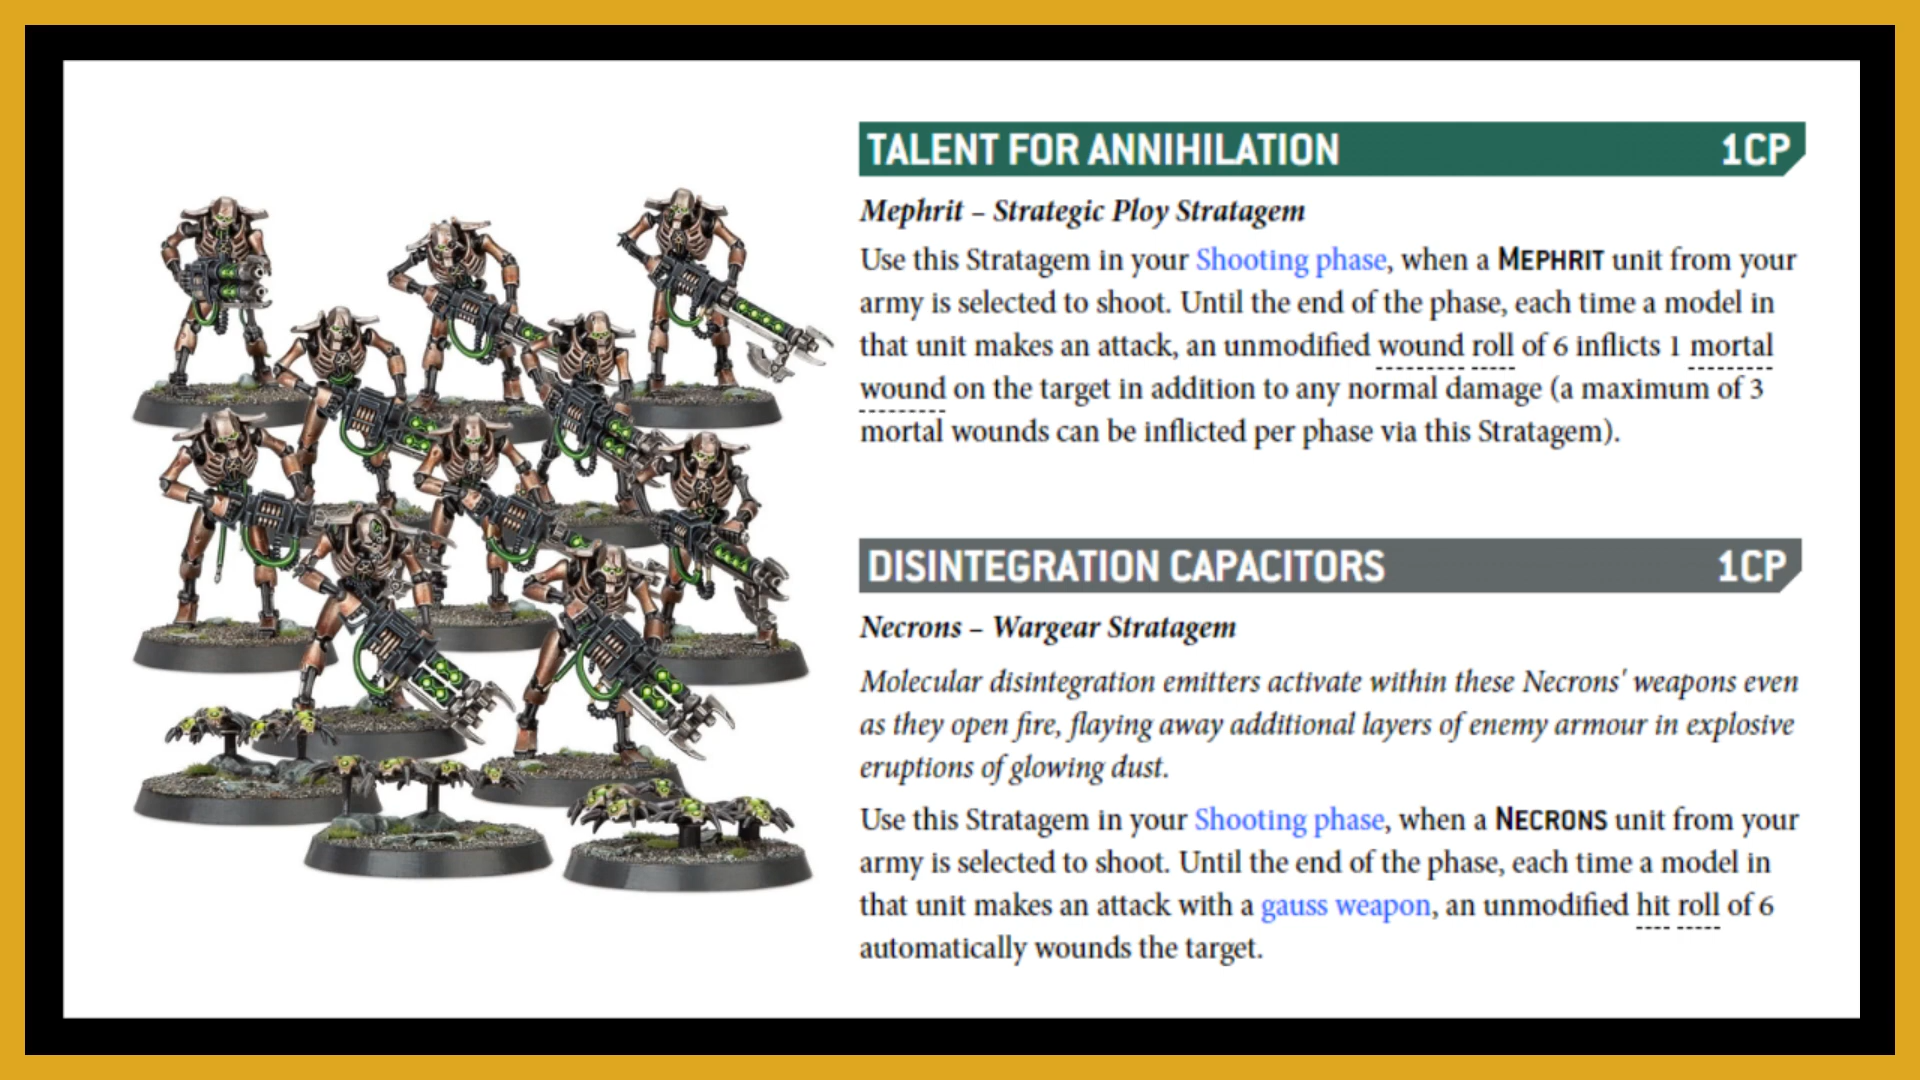 TALENT FOR ANNIHILATION 1CP
Mephrit – Strategic Ploy Stratagem
Use this Stratagem in your Shooting phase, when a MEPHRIT unit from your
army is selected to shoot. Until the end of the phase, each time a model in
that unit makes an attack, an unmodified wound roll of 6 inflicts 1 mortal
wound on the target in addition to any normal damage (a maximum of 3
mortal wounds can be inflicted per phase via this Stratagem).
DISINTEGRATION CAPACITORS 1CP
Necrons – Wargear Stratagem
Molecular disintegration emitters activate within these Necrons' weapons even
as they open fire, flaying away additional layers of enemy armour in explosive
eruptions of glowing dust.
Use this Stratagem in your Shooting phase, when a NECRONS unit from your
army is selected to shoot. Until the end of the phase, each time a model in
that unit makes an attack with a gauss weapon, an unmodified hit roll of 6
automatically wounds the target.